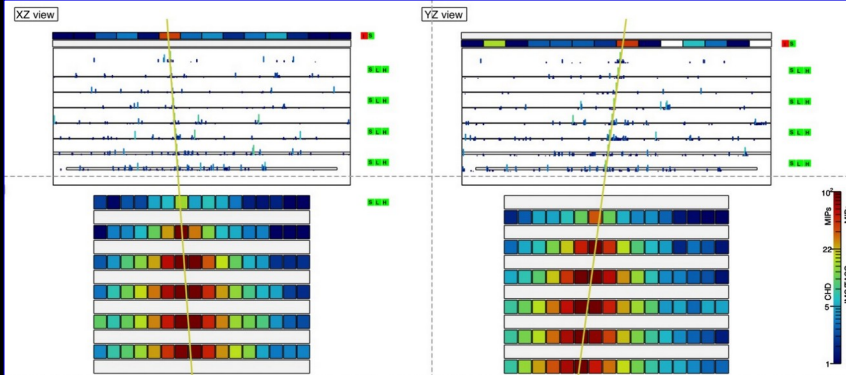 XZ view
YZ view
S
S
S L H
S L H
S L H
S L H
S L H
S L H
S L H
S L H
S L H
10²
MIPs
22
CHD
5
1